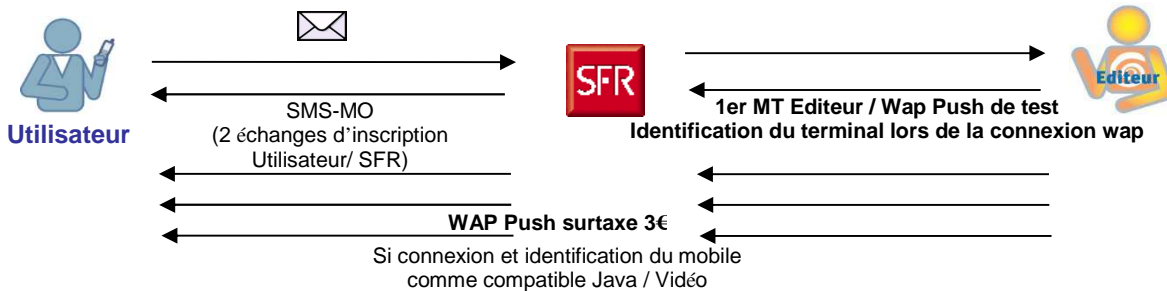 SFR
Editeur
Utilisateur
SMS-MO
(2 échanges d'inscription
Utilisateur/ SFR)
1er MT Editeur / Wap Push de test
Identification du terminal lors de la connexion wap
WAP Push surtaxe 3€
Si connexion et identification du mobile
comme compatible Java / Vidéo